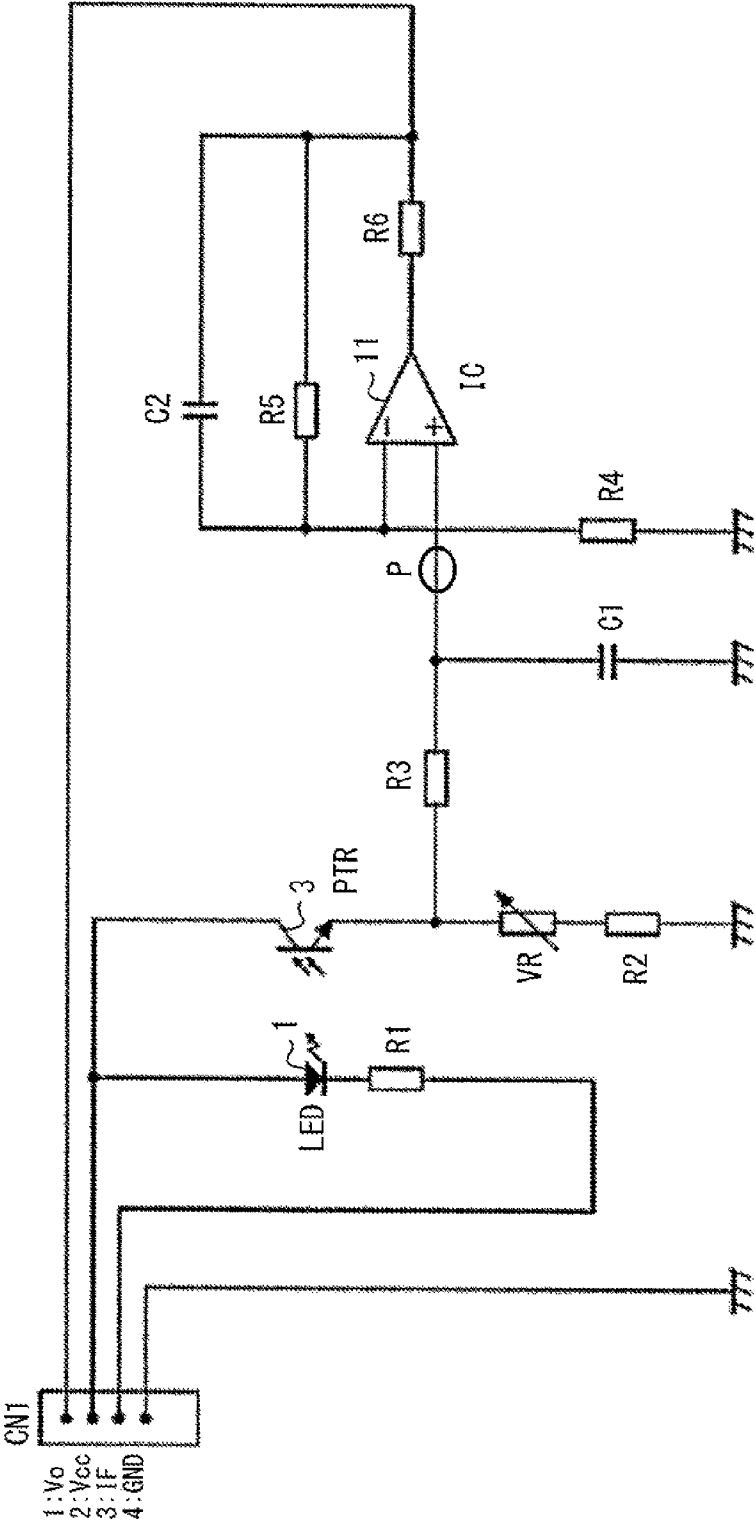 CN1
1:Vo
2:Vcc
3:IF
4:GND
LED
1
R1
3
PTR
VR
R2
R3
C1
P
R4
C2
R5
11
IC
R6
-
+